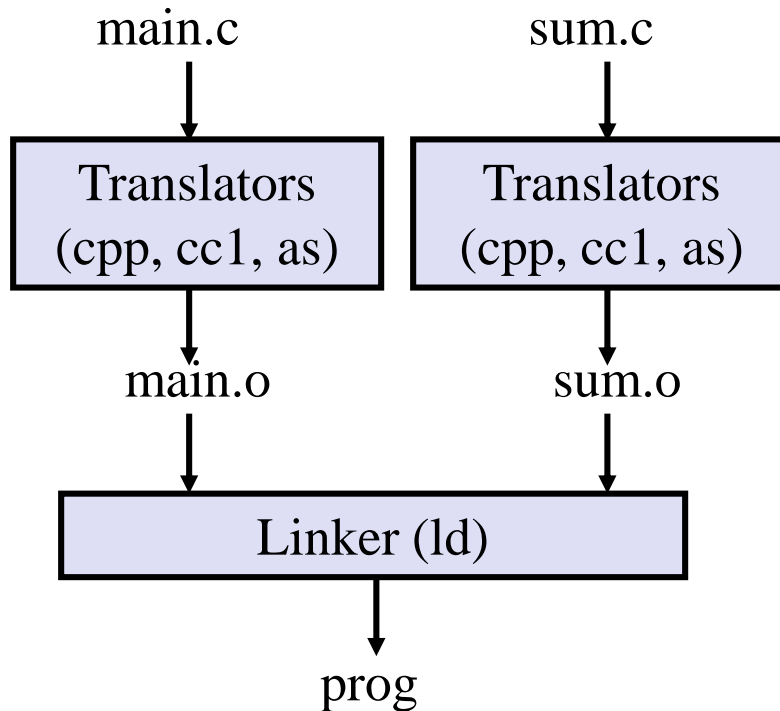 main.c
sum.c
Translators
(cpp, cc1, as)
Translators
(cpp, cc1, as)
main.o
sum.o
Linker (ld)
prog